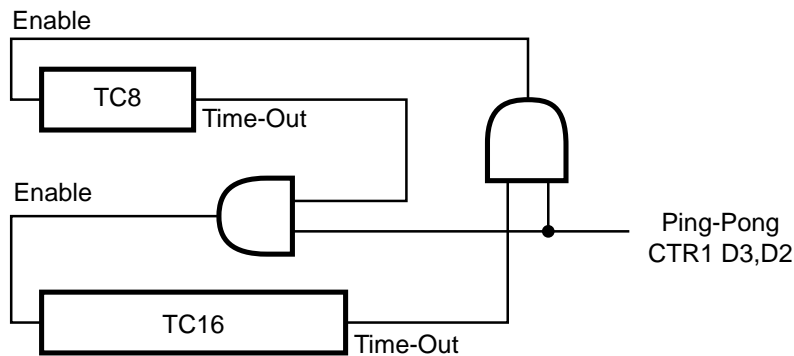 Enable
TC8
Time-Out
Enable
Ping-Pong
CTR1 D3,D2
TC16
Time-Out